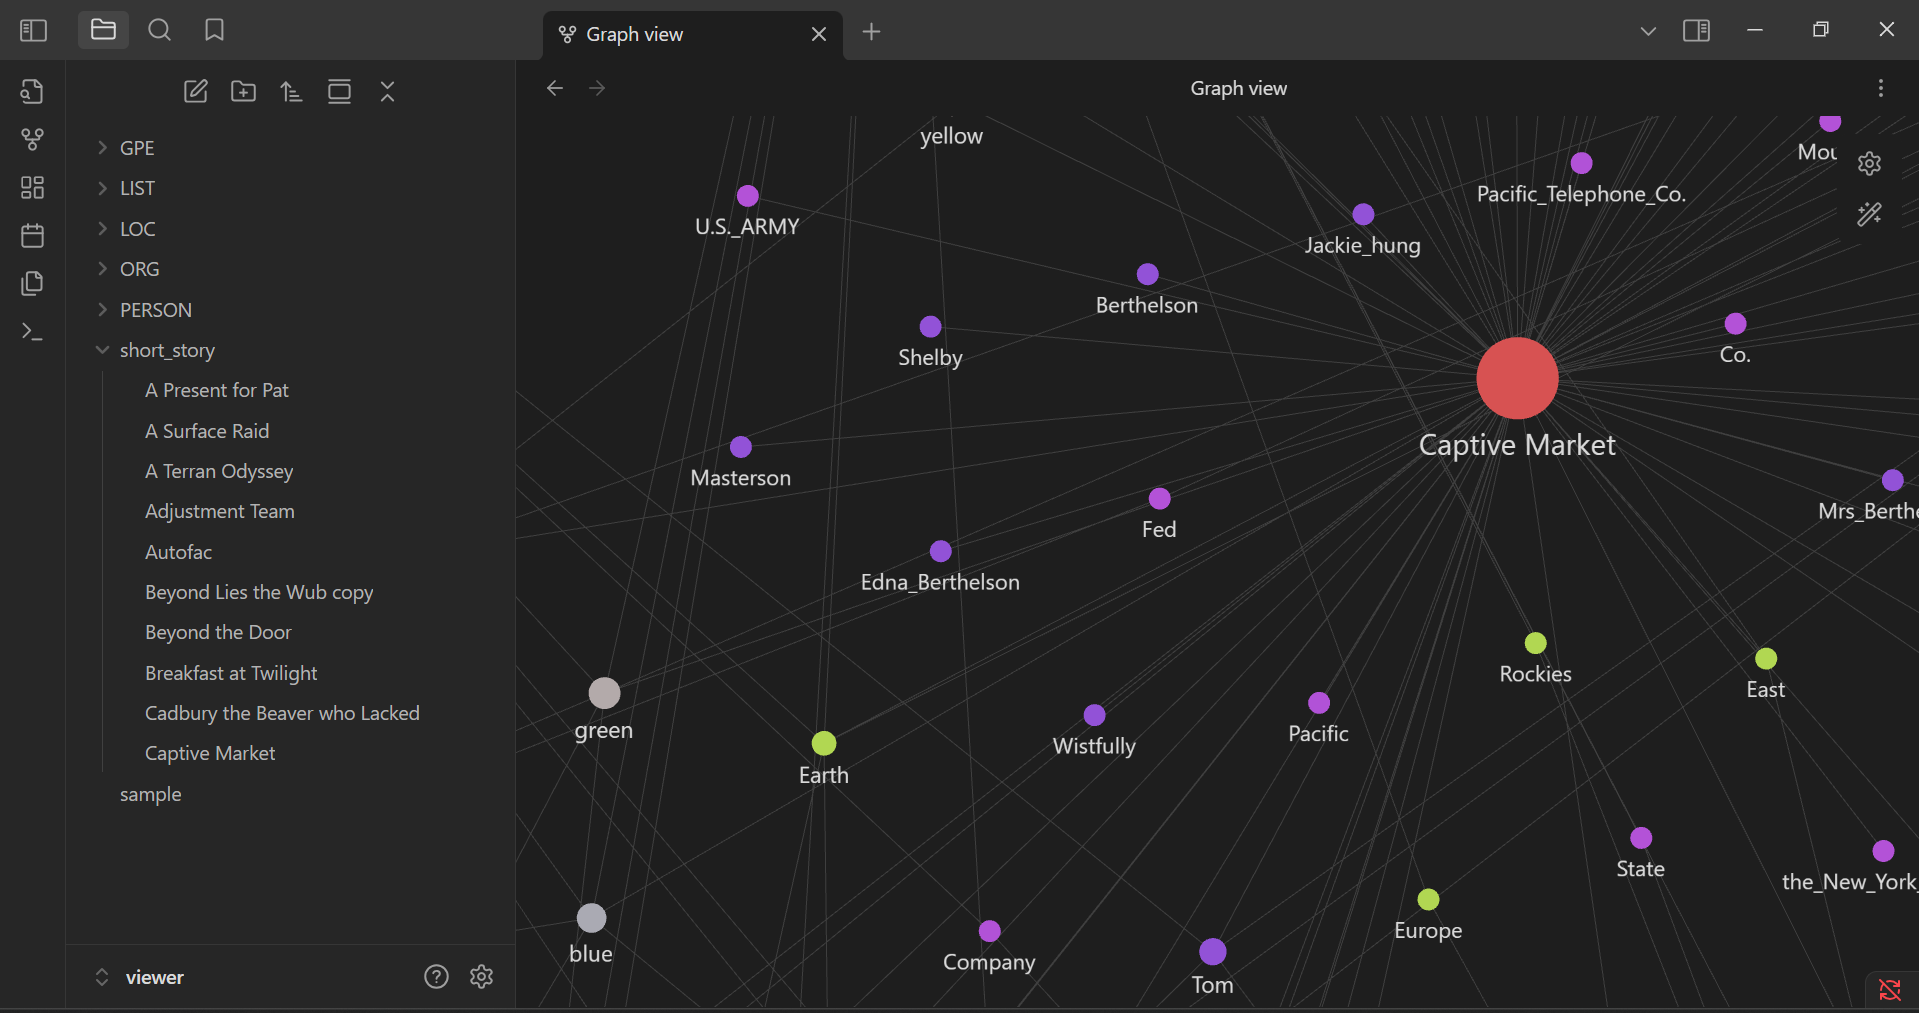 Graph view
Graph view
GPE
LIST
LOC
ORG
PERSON
short_story
A Present for Pat
A Surface Raid
A Terran Odyssey
Adjustment Team
Autofac
Beyond Lies the Wub copy
Beyond the Door
Breakfast at Twilight
Cadbury the Beaver who Lacked
Captive Market
sample
viewer
yellow
Mou
Pacific_Telephone_Co.
U.S._ARMY
Jackie_hung
Berthelson
Shelby
Co.
Captive Market
Masterson
Mrs_Berthe
Fed
Edna_Berthelson
Rockies
East
green
Pacific
Wistfully
Earth
State
the_New_York_
Europe
blue
Company
Tom